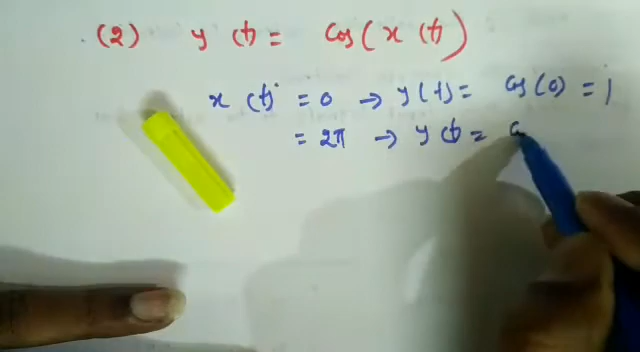 (2) y(t) = cos(x(t))
x(t) = 0 → y(t) = cos(0) = 1
= 2π → y(t) = c